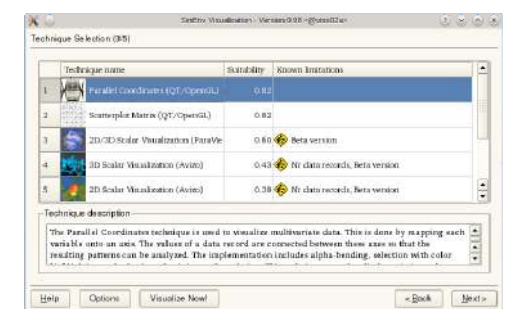 SimEnv Visualization - Version 0.98
Technique Selection (3/5)
Technique name Suitability Known limitations
1 Parallel Coordinates (QT/OpenGL) 0.82
2 Scatterplot Matrix (QT/OpenGL) 0.82
3 2D/3D Scalar Visualization (ParaVie 0.60 Beta version
4 3D Scalar Visualization (Avizo) 0.43 Nr data records, Beta version
5 2D Scalar Visualization (Avizo) 0.38 Nr data records, Beta version
Technique description
The Parallel Coordinates technique is used to visualize multivariate data. This is done by mapping each
variable onto an axis. The values of a data record are connected between these axes so that the
resulting patterns can be analyzed. The implementation includes alpha-bending, selection with color
Help Options Visualize Now! < Back Next >